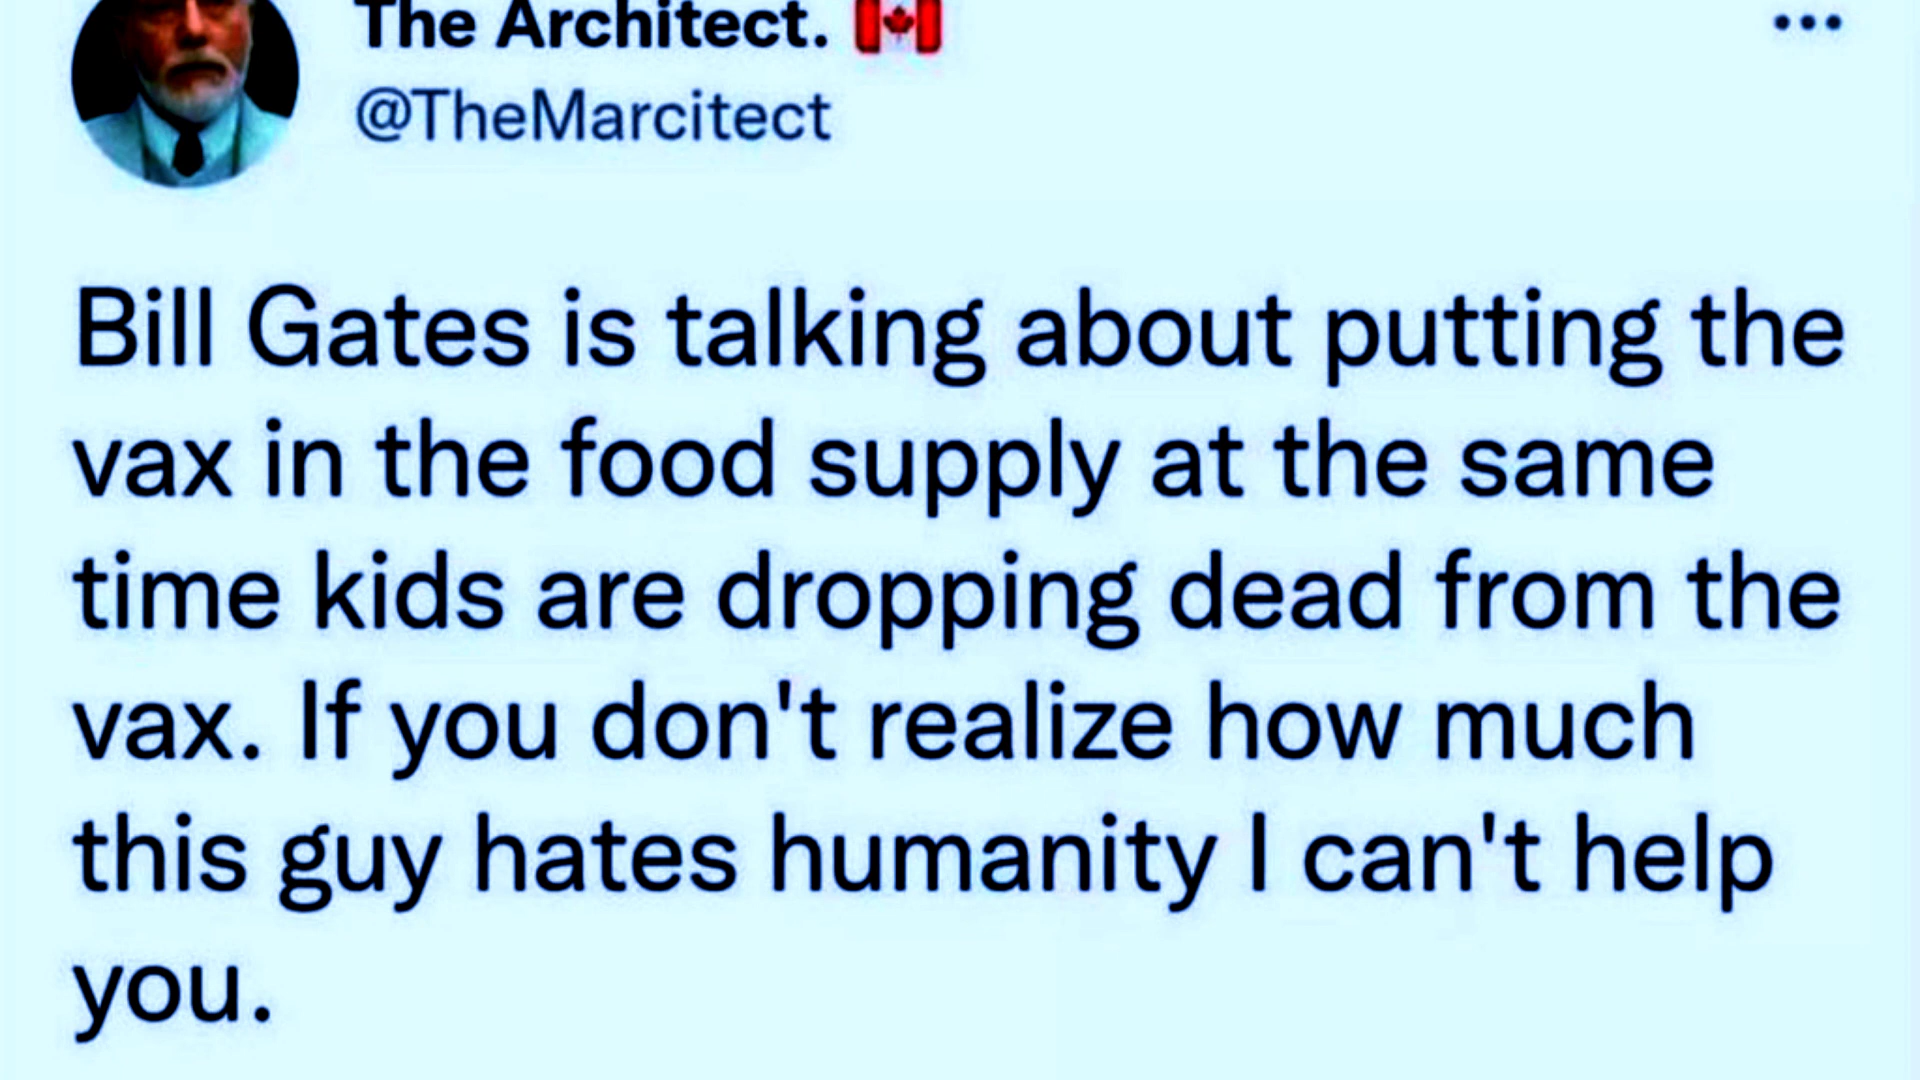 The Architect. 🇨🇦
@TheMarcitect
Bill Gates is talking about putting the
vax in the food supply at the same
time kids are dropping dead from the
vax. If you don't realize how much
this guy hates humanity I can't help
you.